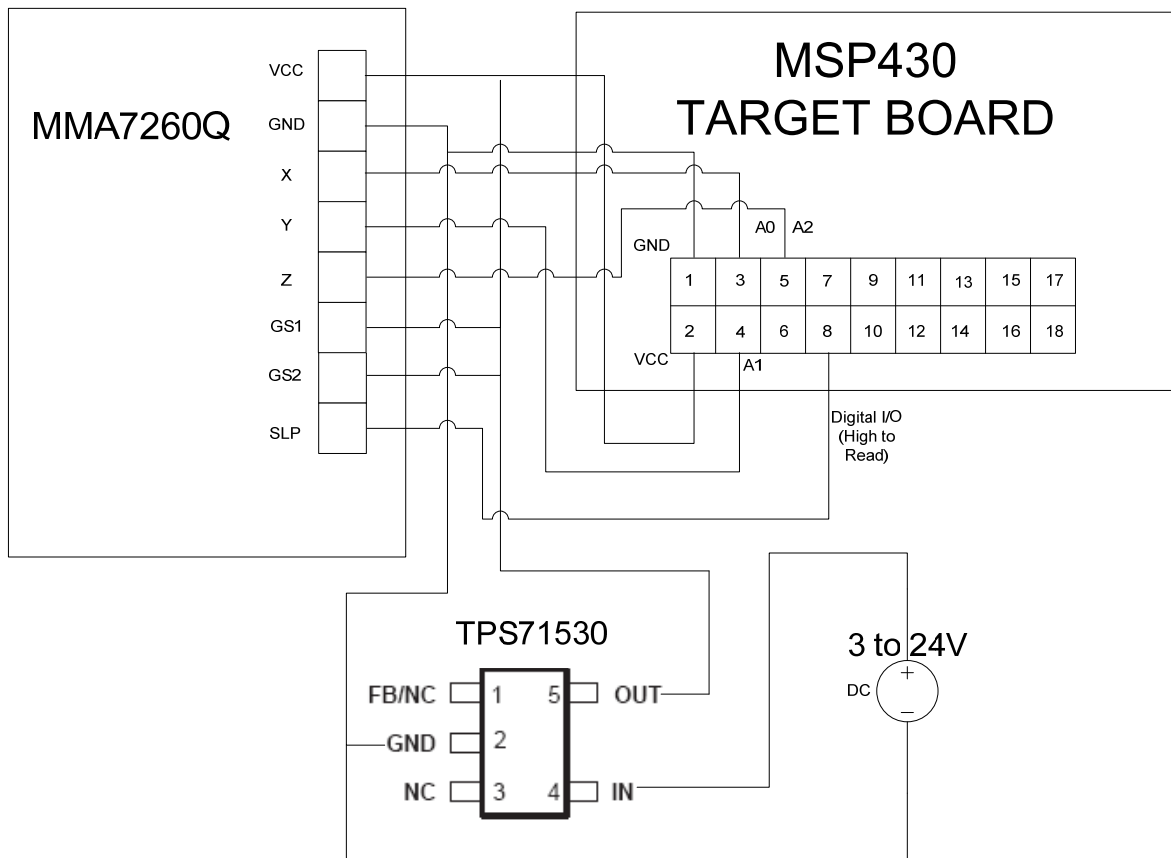 MMA7260Q
VCC
GND
X
Y
Z
GS1
GS2
SLP
MSP430
TARGET BOARD
A0 A2
GND
1 3 5 7 9 11 13 15 17
2 4 6 8 10 12 14 16 18
VCC
A1
Digital I/O
(High to
Read)
TPS71530
FB/NC 1 5 OUT
GND 2
NC 3 4 IN
3 to 24V
DC
+
–